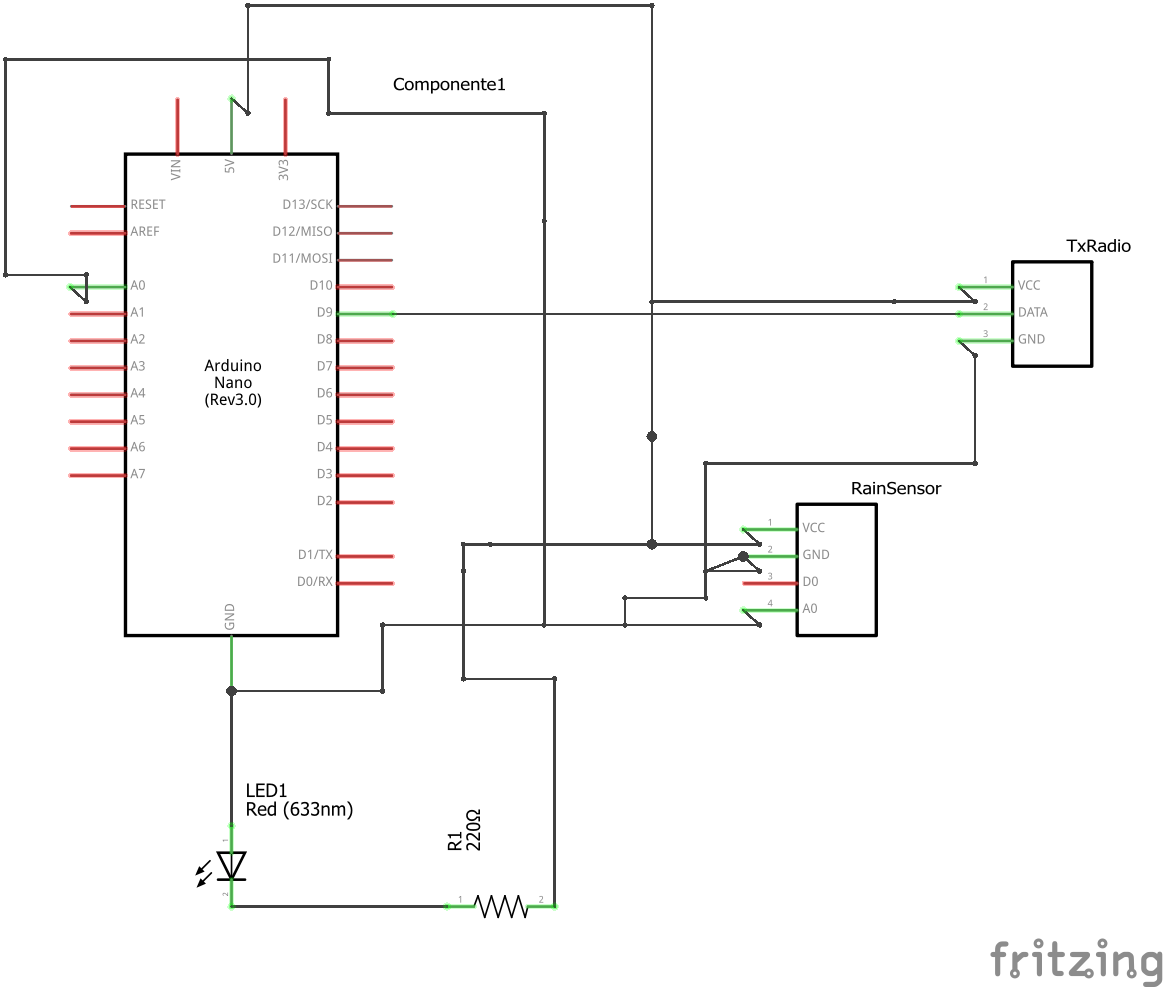 Componente1
VIN
5V
3V3
RESET
D13/SCK
AREF
D12/MISO
D11/MOSI
A0
D10
A1
D9
A2
D8
A3
D7
A4
D6
A5
D5
A6
D4
A7
D3
D2
D1/TX
D0/RX
GND
Arduino
Nano
(Rev3.0)
TxRadio
1 VCC
2 DATA
3 GND
RainSensor
1 VCC
2 GND
3 D0
4 A0
LED1
Red (633nm)
1
2
R1
220Ω
1
2
fritzing